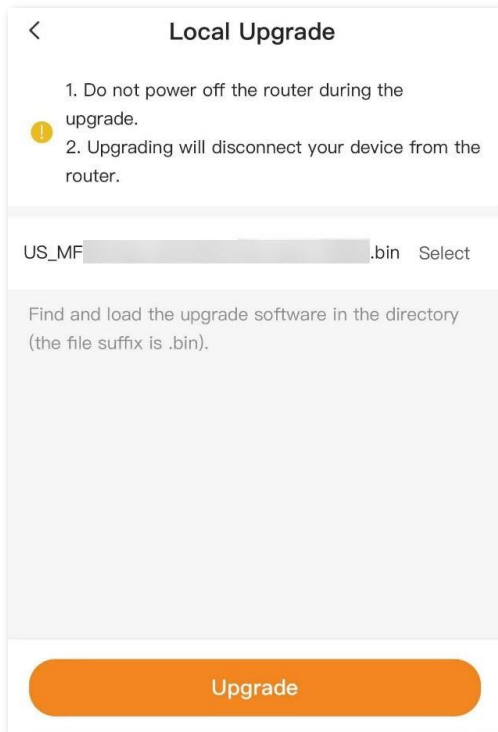 Local Upgrade
1. Do not power off the router during the
upgrade.
2. Upgrading will disconnect your device from the
router.
US_MF .bin Select
Find and load the upgrade software in the directory
(the file suffix is .bin).
Upgrade